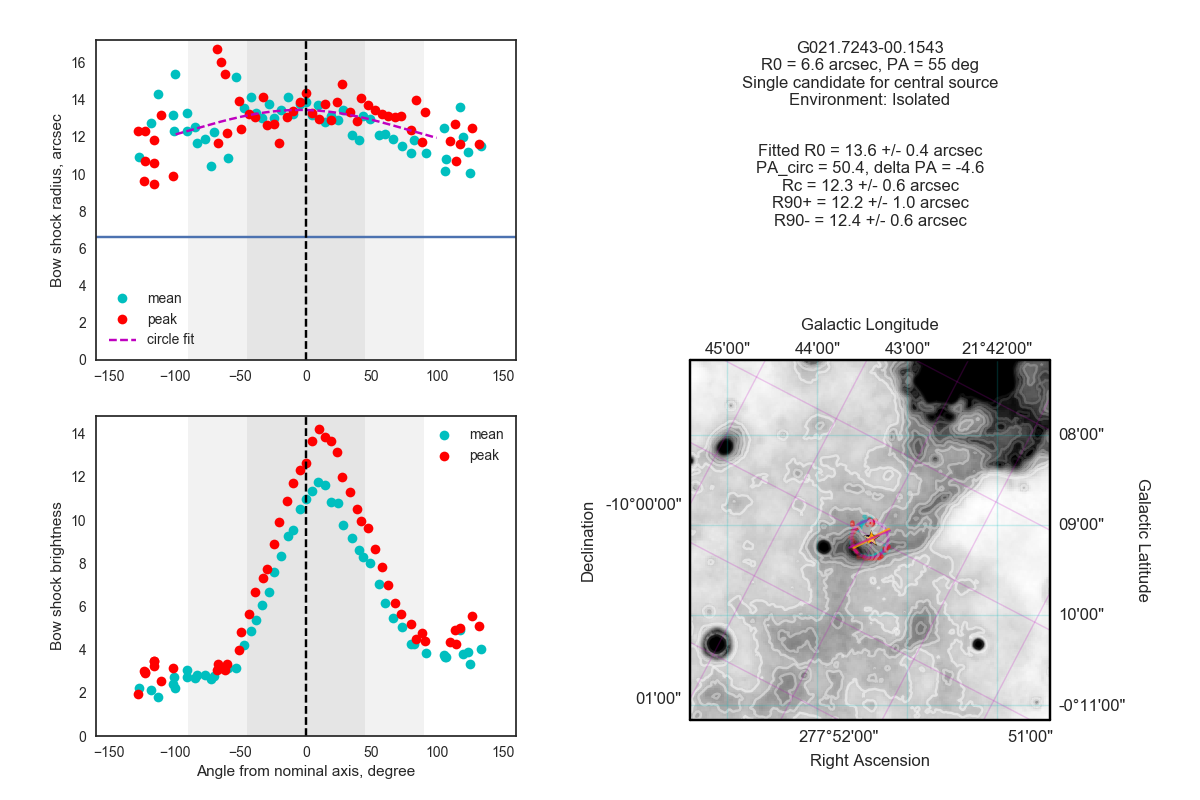 16
14
12
10
8
6
4
2
0
Bow shock radius, arcsec
mean
peak
circle fit
−150 −100 −50 0 50 100 150
G021.7243-00.1543
R0 = 6.6 arcsec, PA = 55 deg
Single candidate for central source
Environment: Isolated
Fitted R0 = 13.6 +/- 0.4 arcsec
PA_circ = 50.4, delta PA = -4.6
Rc = 12.3 +/- 0.6 arcsec
R90+ = 12.2 +/- 1.0 arcsec
R90- = 12.4 +/- 0.6 arcsec
14
12
10
8
6
4
2
0
Bow shock brightness
mean
peak
−150 −100 −50 0 50 100 150
Angle from nominal axis, degree
Galactic Longitude
45'00" 44'00" 43'00" 21°42'00"
08'00"
09'00"
10'00"
-0°11'00"
Galactic Latitude
-10°00'00"
01'00"
Declination
277°52'00" 51'00"
Right Ascension